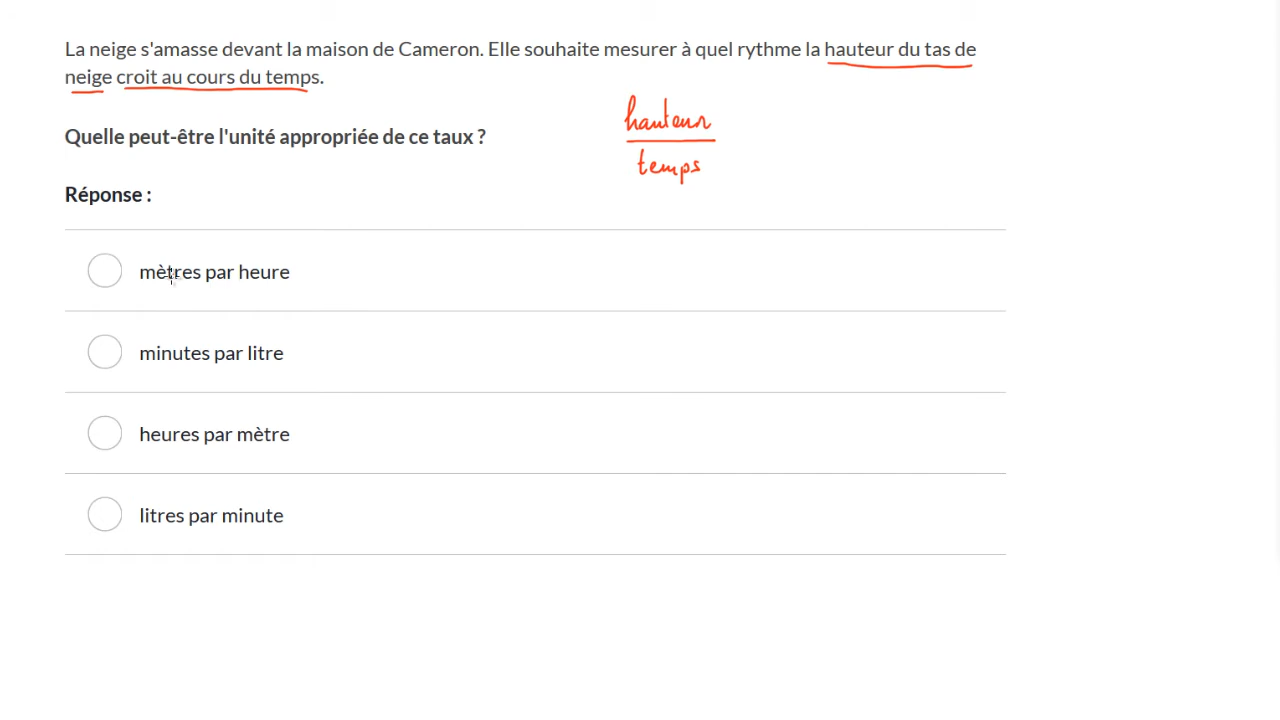 La neige s'amasse devant la maison de Cameron. Elle souhaite mesurer à quel rythme la hauteur du tas de
neige croit au cours du temps.
hauteur
temps
Quelle peut-être l'unité appropriée de ce taux ?
Réponse :
mètres par heure
minutes par litre
heures par mètre
litres par minute